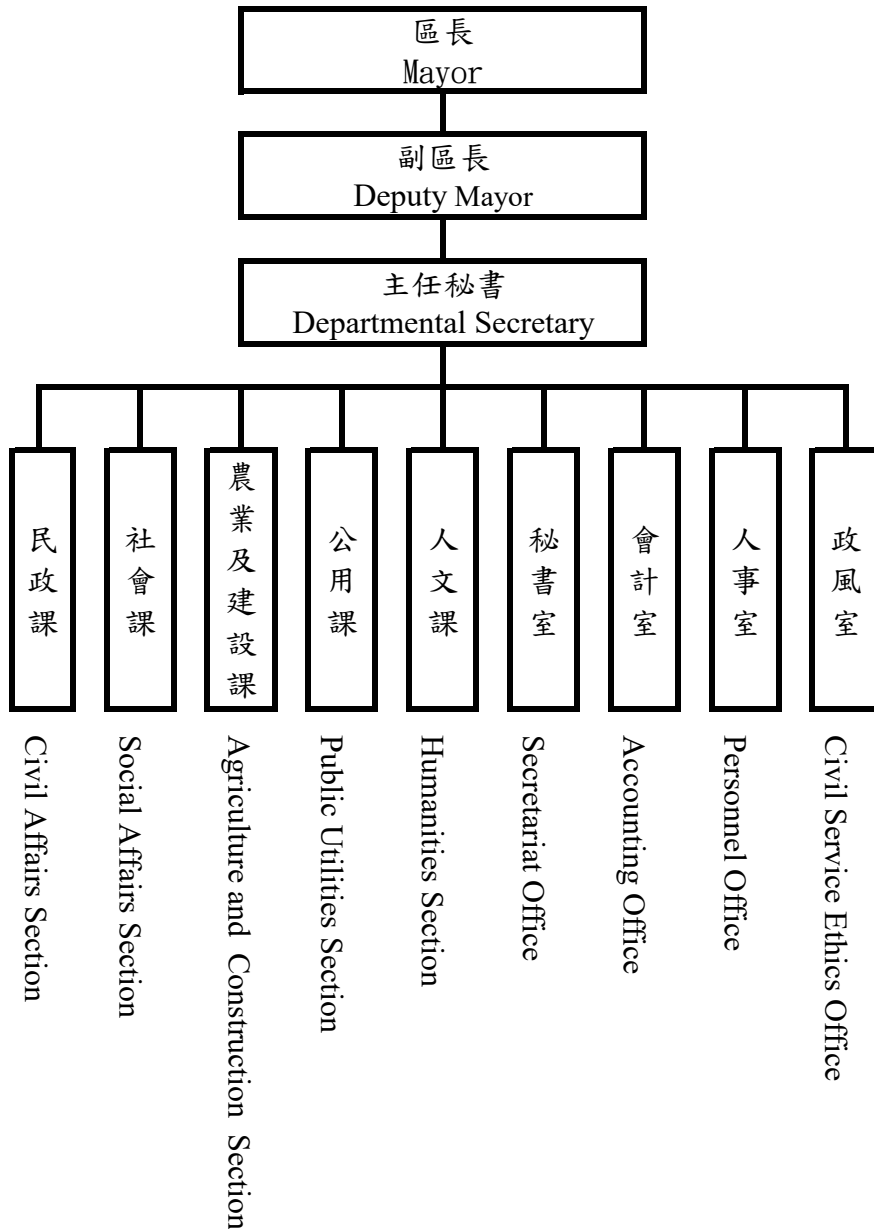 區長
Mayor
副區長
Deputy Mayor
主任秘書
Departmental Secretary
民政課
社會課
農業及建設課
公用課
人文課
秘書室
會計室
人事室
政風室
Civil Affairs Section
Social Affairs Section
Agriculture and Construction Section
Public Utilities Section
Humanities Section
Secretariat Office
Accounting Office
Personnel Office
Civil Service Ethics Office